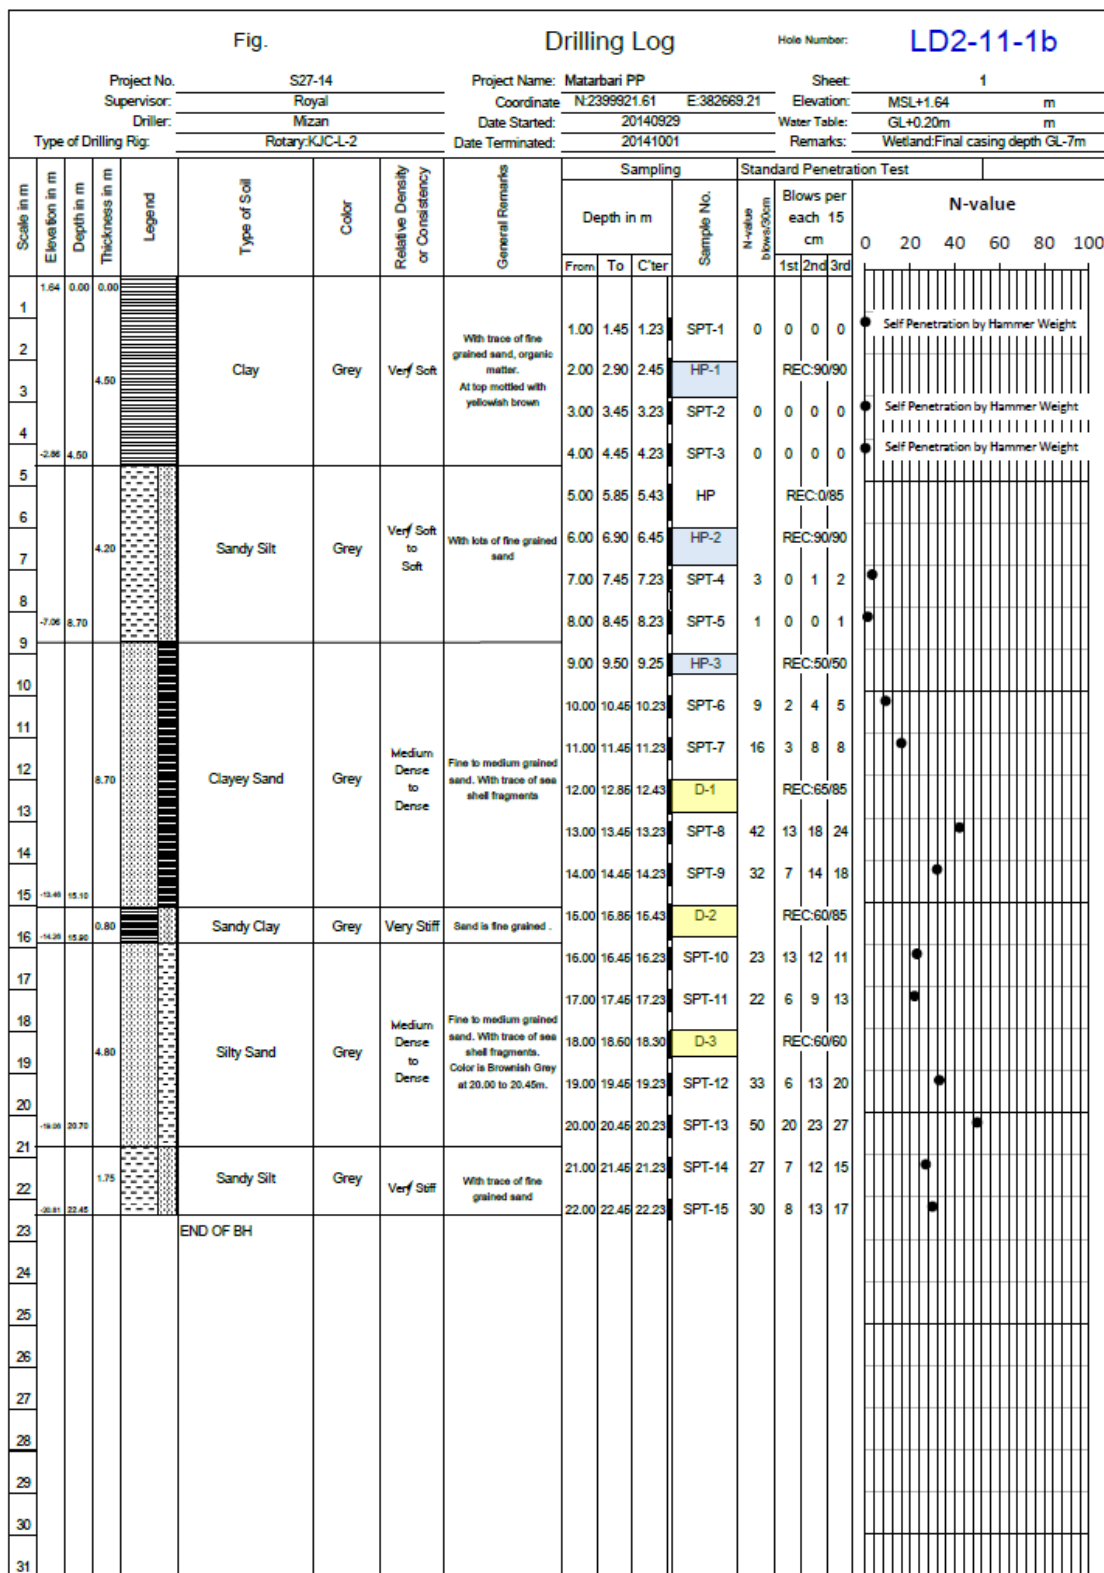 Fig. Drilling Log Hole Number: LD2-11-1b
Project No. S27-14 Project Name: Matarbari PP Sheet: 1
Supervisor: Royal Coordinate N:2399921.61 E:382669.21 Elevation: MSL+1.64 m
Driller: Mizan Date Started: 20140929 Water Table: GL+0.20m m
Type of Drilling Rig: Rotary:KJC-L-2 Date Terminated: 20141001 Remarks: Wetland:Final casing depth GL-7m
Scale in m
Elevation in m
Depth in m
Thickness in m
Legend
Type of Soil
Color
Relative Density
or Consistency
General Remarks
Sampling
Depth in m
From To C'ter
Sample No.
Standard Penetration Test
N-value
blows/30cm
Blows per
each 15
cm
1st 2nd 3rd
N-value
0 20 40 60 80 100
1.64 0.00 0.00
1
1.00 1.45 1.23 SPT-1 0 0 0 0 Self Penetration by Hammer Weight
With trace of fine
grained sand, organic
matter.
At top mottled with
yellowish brown
2
4.50 Clay Grey Very Soft
2.00 2.90 2.45 HP-1 REC:90/90
3
3.00 3.45 3.23 SPT-2 0 0 0 0 Self Penetration by Hammer Weight
4
-2.86 4.50 4.00 4.45 4.23 SPT-3 0 0 0 0 Self Penetration by Hammer Weight
5
5.00 5.85 5.43 HP REC:0/85
6
4.20 Sandy Silt Grey
Very Soft
to
Soft
With lots of fine grained
sand
6.00 6.90 6.45 HP-2 REC:90/90
7
7.00 7.45 7.23 SPT-4 3 0 1 2
8
-7.06 8.70 8.00 8.45 8.23 SPT-5 1 0 0 1
9
9.00 9.50 9.25 HP-3 REC:50/50
10
10.00 10.45 10.23 SPT-6 9 2 4 5
11
11.00 11.45 11.23 SPT-7 16 3 8 8
12
8.70 Clayey Sand Grey
Medium
Dense
to
Dense
Fine to medium grained
sand. With trace of sea
shell fragments
12.00 12.85 12.43 D-1 REC:65/85
13
13.00 13.45 13.23 SPT-8 42 13 18 24
14
14.00 14.45 14.23 SPT-9 32 7 14 18
15 -13.46 15.10
0.80 Sandy Clay Grey Very Stiff Sand is fine grained .
15.00 15.85 15.43 D-2 REC:60/85
16 -14.26 15.90
16.00 16.45 16.23 SPT-10 23 13 12 11
17
17.00 17.45 17.23 SPT-11 22 6 9 13
18
4.80 Silty Sand Grey
Medium
Dense
to
Dense
Fine to medium grained
sand. With trace of sea
shell fragments.
Color is Brownish Grey
at 20.00 to 20.45m.
18.00 18.60 18.30 D-3 REC:60/60
19
19.00 19.45 19.23 SPT-12 33 6 13 20
20
-19.06 20.70 20.00 20.45 20.23 SPT-13 50 20 23 27
21
21.00 21.45 21.23 SPT-14 27 7 12 15
1.75 Sandy Silt Grey Very Stiff
With trace of fine
grained sand
22
-20.81 22.45 22.00 22.45 22.23 SPT-15 30 8 13 17
23 END OF BH
24
25
26
27
28
29
30
31